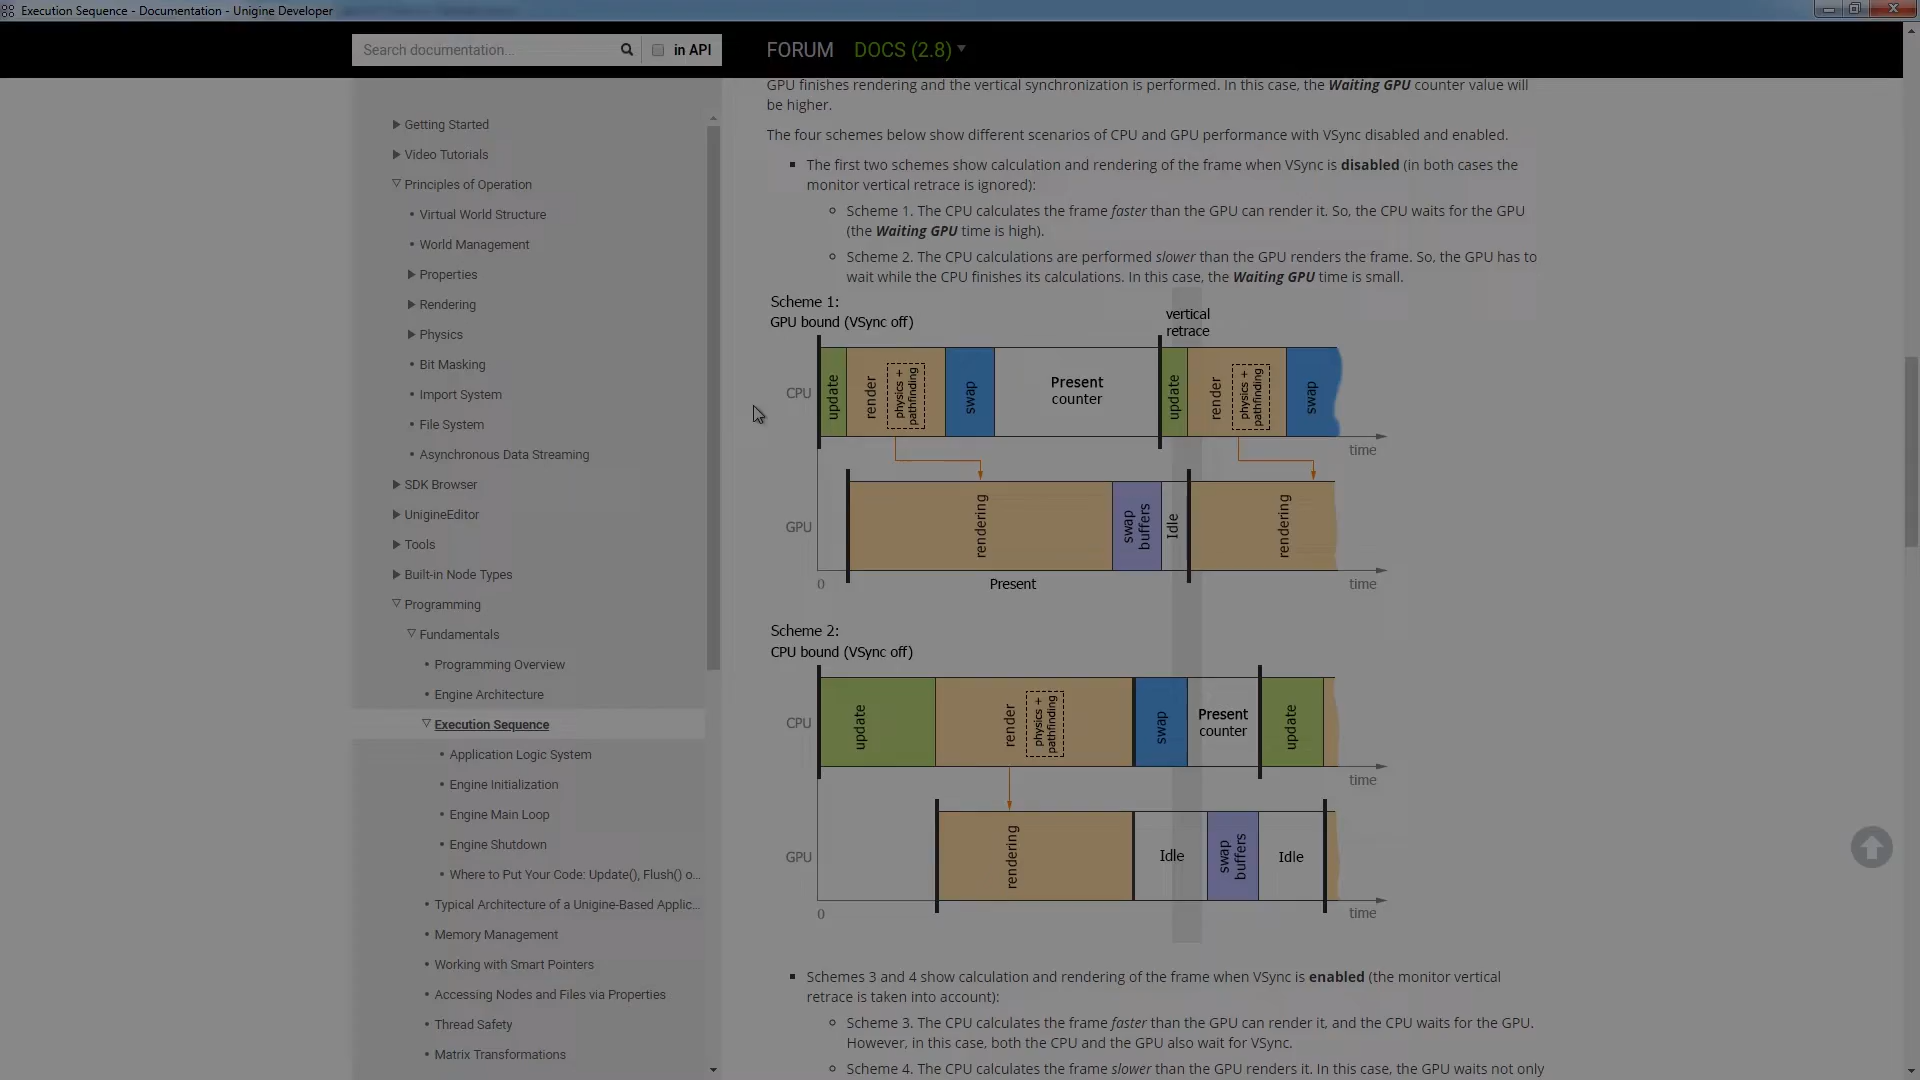 Execution Sequence - Documentation - Unigine Developer
Search documentation...
in API
FORUM
DOCS (2.8)
Getting Started
Video Tutorials
Principles of Operation
Virtual World Structure
World Management
Properties
Rendering
Physics
Bit Masking
Import System
File System
Asynchronous Data Streaming
SDK Browser
UnigineEditor
Tools
Built-in Node Types
Programming
Fundamentals
Programming Overview
Engine Architecture
Execution Sequence
Application Logic System
Engine Initialization
Engine Main Loop
Engine Shutdown
Where to Put Your Code: Update(), Flush() o...
Typical Architecture of a Unigine-Based Applic...
Memory Management
Working with Smart Pointers
Accessing Nodes and Files via Properties
Thread Safety
Matrix Transformations
GPU finishes rendering and the vertical synchronization is performed. In this case, the Waiting GPU counter value will
be higher.
The four schemes below show different scenarios of CPU and GPU performance with VSync disabled and enabled.
The first two schemes show calculation and rendering of the frame when VSync is disabled (in both cases the
monitor vertical retrace is ignored):
Scheme 1. The CPU calculates the frame faster than the GPU can render it. So, the CPU waits for the GPU
(the Waiting GPU time is high).
Scheme 2. The CPU calculations are performed slower than the GPU renders the frame. So, the GPU has to
wait while the CPU finishes its calculations. In this case, the Waiting GPU time is small.
Scheme 1:
GPU bound (VSync off)
vertical
retrace
CPU
update
render
physics +
pathfinding
swap
Present
counter
update
render
physics +
pathfinding
swap
time
GPU
rendering
swap
buffers
Idle
rendering
0
Present
time
Scheme 2:
CPU bound (VSync off)
CPU
update
render
physics +
pathfinding
swap
Present
counter
update
time
GPU
rendering
Idle
swap
buffers
Idle
0
time
Schemes 3 and 4 show calculation and rendering of the frame when VSync is enabled (the monitor vertical
retrace is taken into account):
Scheme 3. The CPU calculates the frame faster than the GPU can render it, and the CPU waits for the GPU.
However, in this case, both the CPU and the GPU also wait for VSync.
Scheme 4. The CPU calculates the frame slower than the GPU renders it. In this case, the GPU waits not only